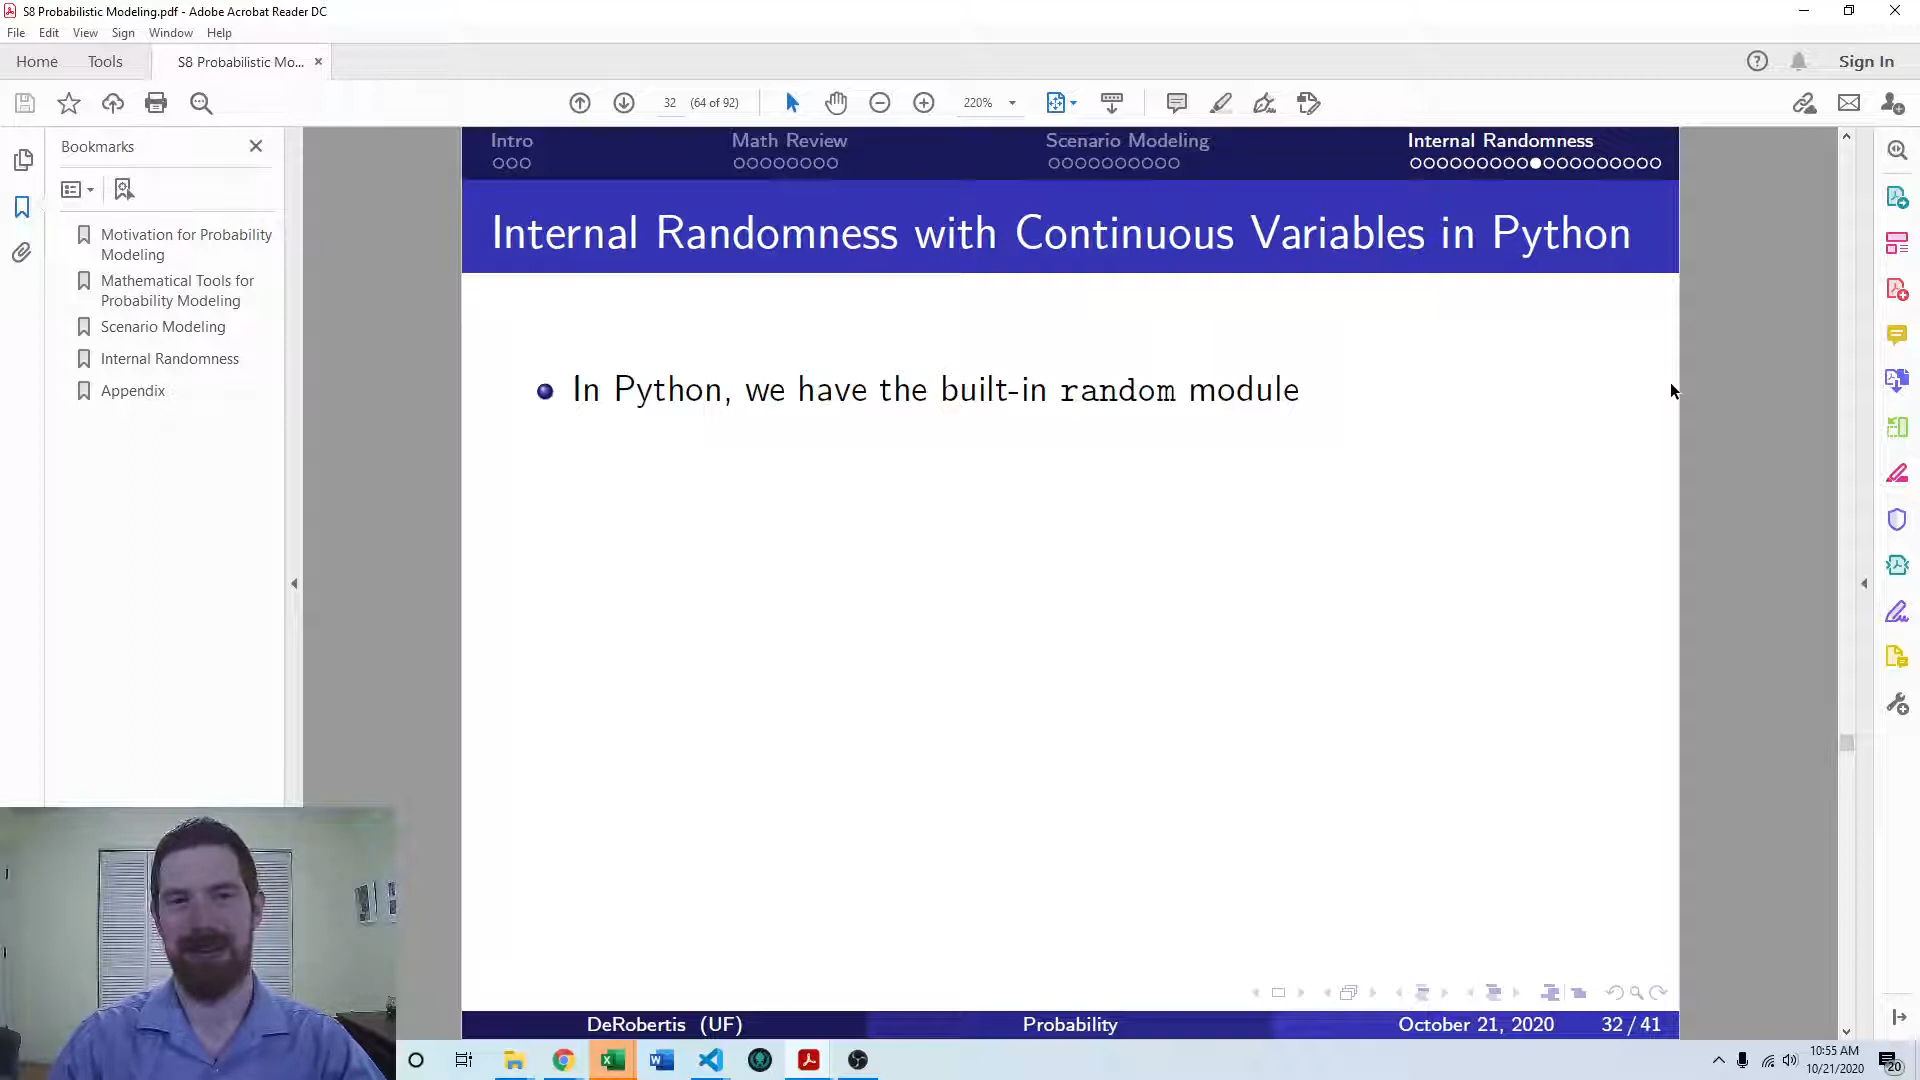 S8 Probabilistic Modeling.pdf - Adobe Acrobat Reader DC
File Edit View Sign Window Help
Home Tools S8 Probabilistic Mo... Sign In
32 (64 of 92) 220%
Bookmarks
Motivation for Probability
Modeling
Mathematical Tools for
Probability Modeling
Scenario Modeling
Internal Randomness
Appendix
Intro Math Review Scenario Modeling Internal Randomness
Internal Randomness with Continuous Variables in Python
In Python, we have the built-in random module
DeRobertis (UF) Probability October 21, 2020 32 / 41
10:55 AM
10/21/2020
20